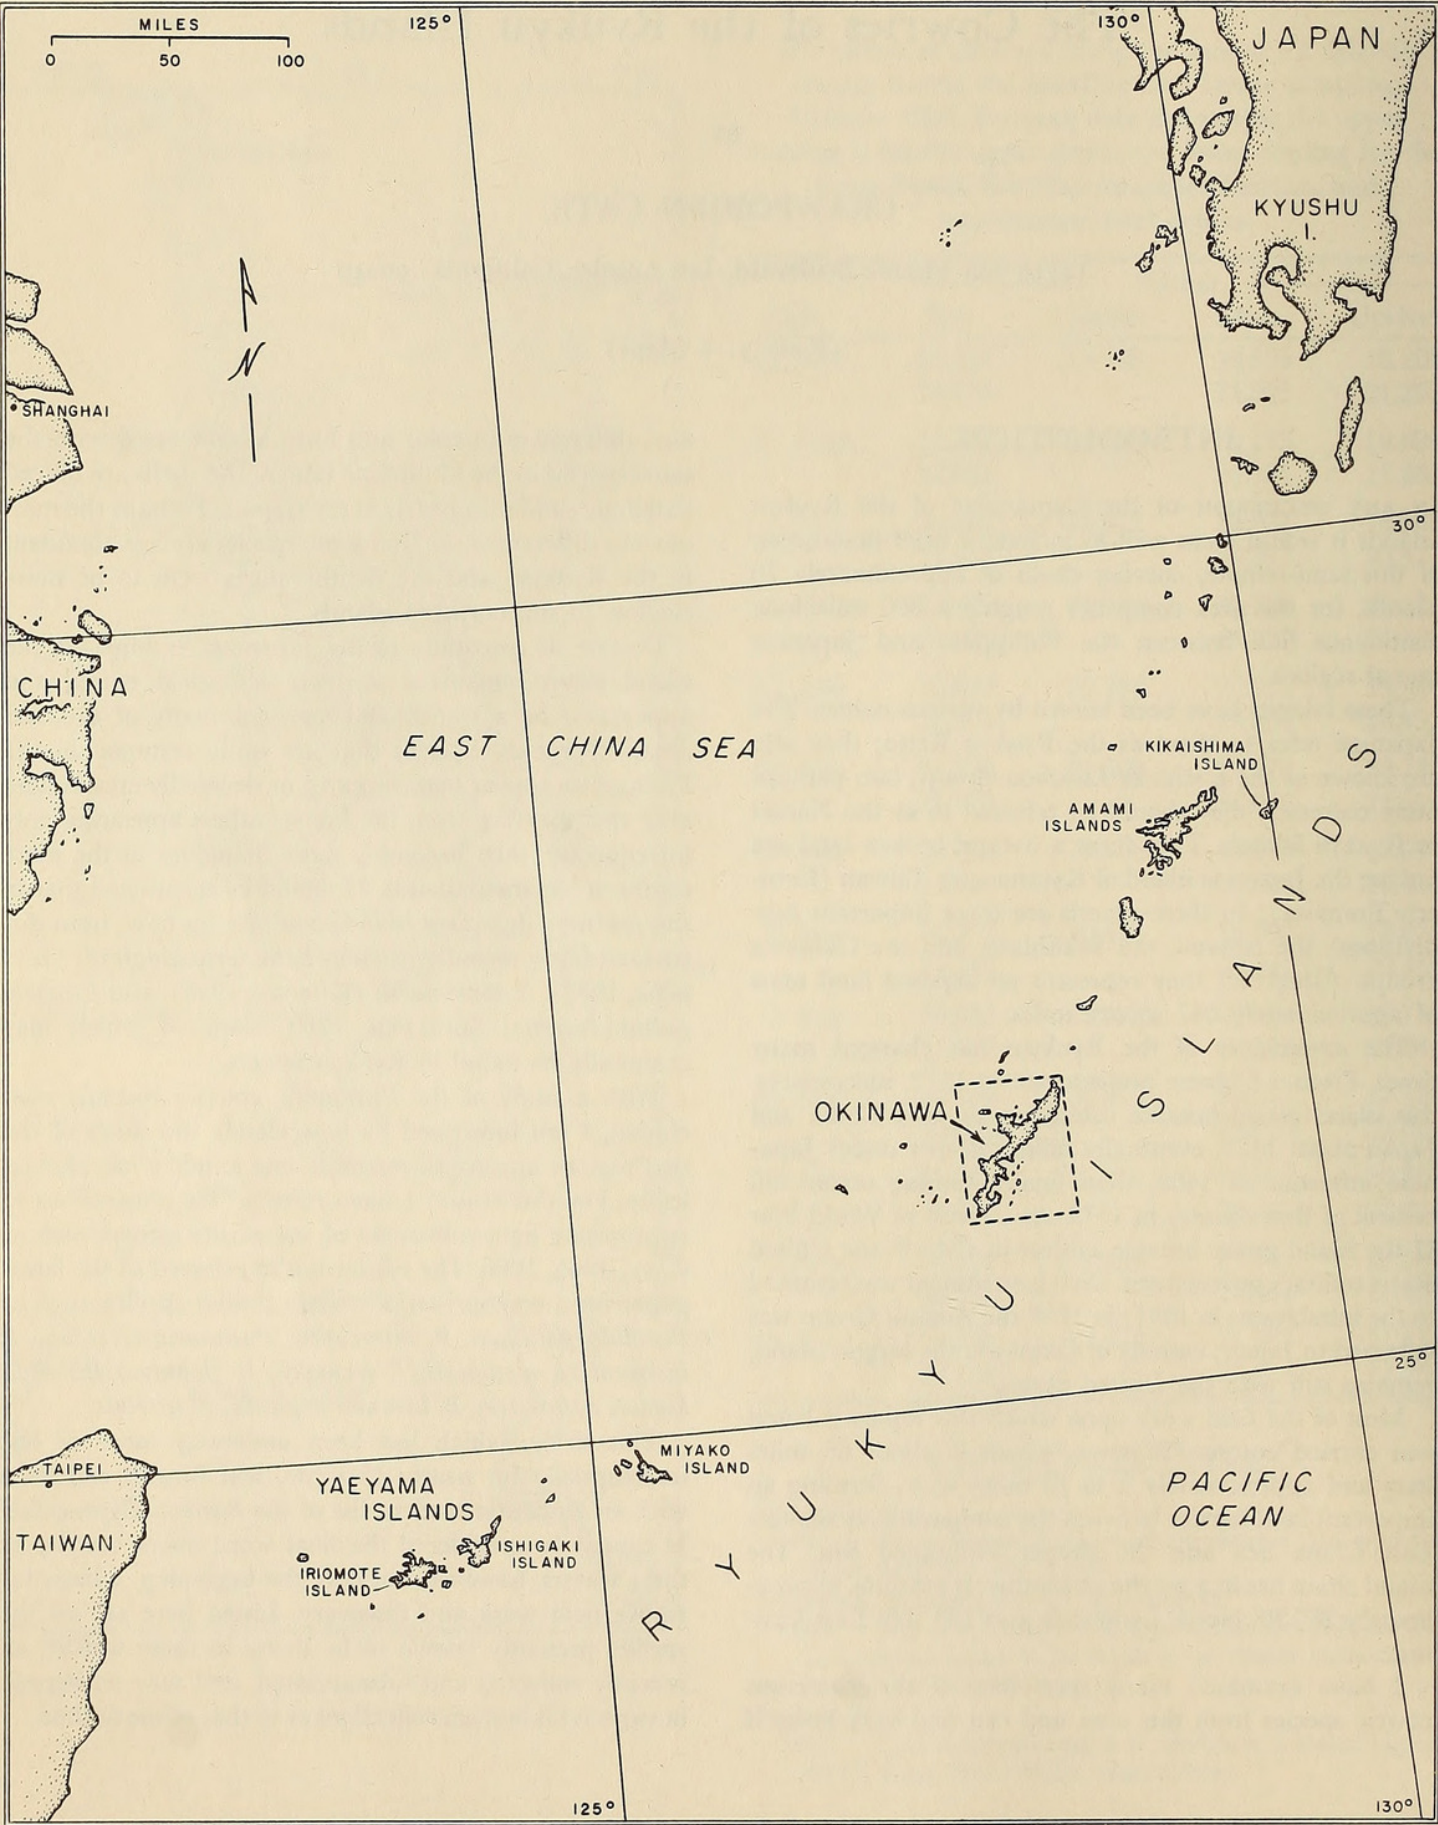 MILES
0 50 100
125°
130°
JAPAN
KYUSHU
I.
N
SHANGHAI
30°
CHINA
EAST CHINA SEA
KIKAISHIMA
ISLAND
AMAMI
ISLANDS
OKINAWA
RYUKYU ISLANDS
25°
MIYAKO
ISLAND
TAIPEI
YAEYAMA
ISLANDS
PACIFIC
OCEAN
TAIWAN
ISHIGAKI
ISLAND
IRIOMOTE
ISLAND
125°
130°